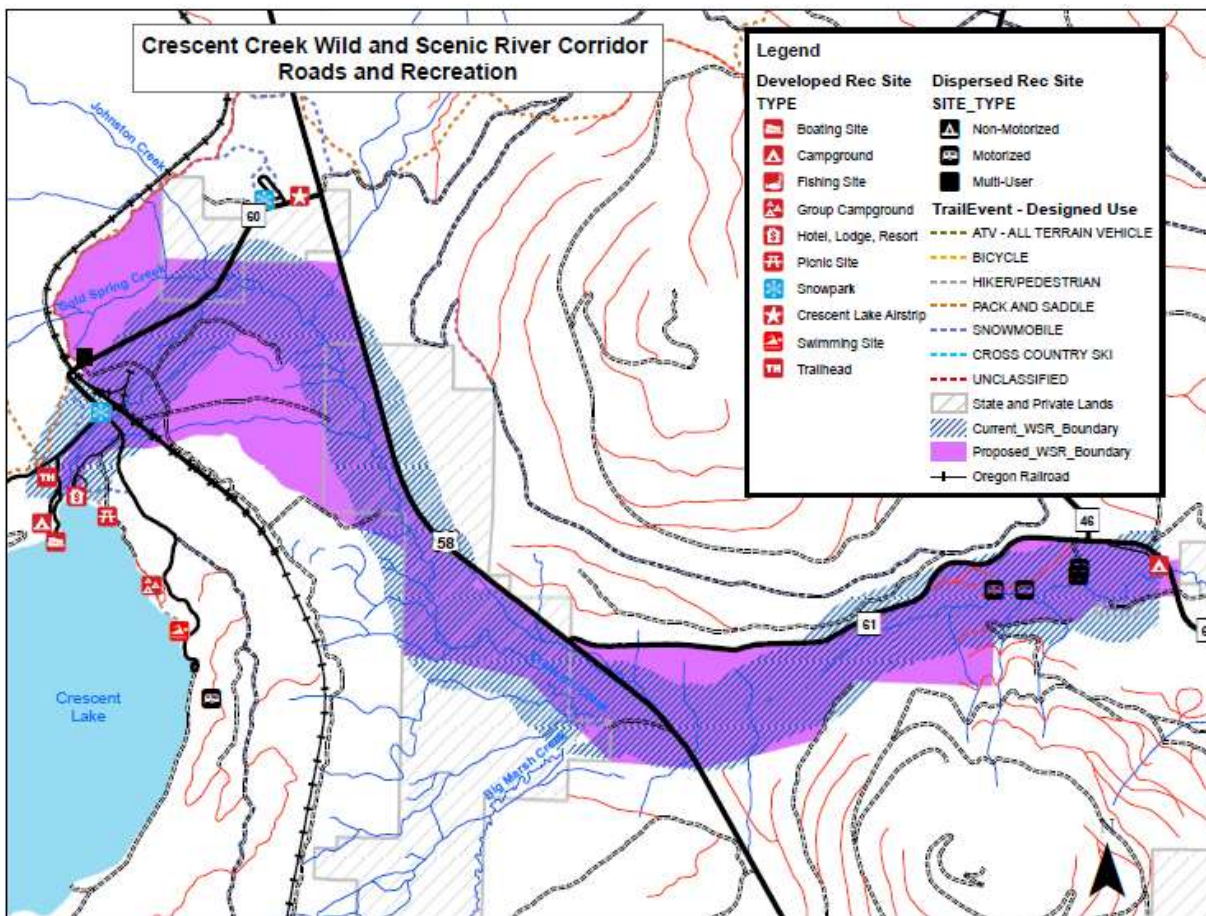 Crescent Creek Wild and Scenic River Corridor
Roads and Recreation
Legend
Developed Rec Site
TYPE
Boating Site
Campground
Fishing Site
Group Campground
Hotel, Lodge, Resort
Picnic Site
Snowpark
Crescent Lake Airstrip
Swimming Site
TH Trailhead
Dispersed Rec Site
SITE_TYPE
Non-Motorized
Motorized
Multi-User
TrailEvent - Designed Use
ATV - ALL TERRAIN VEHICLE
BICYCLE
HIKER/PEDESTRIAN
PACK AND SADDLE
SNOWMOBILE
CROSS COUNTRY SKI
UNCLASSIFIED
State and Private Lands
Current_WSR_Boundary
Proposed_WSR_Boundary
Oregon Railroad
Johnston Creek
60
Cold Spring Creek
TH
58
46
61
6
Crescent
Lake
Big Marsh Creek